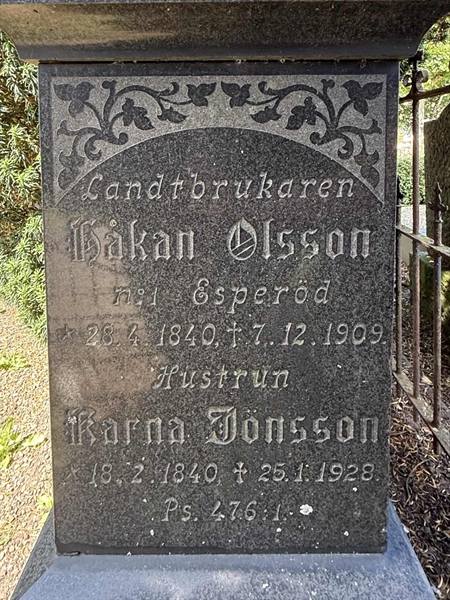 Landtbrukaren
Håkan Olsson
n:1 Esperöd
* 28.4.1840, † 7.12.1909.
Hustrun
Karna Jönsson
* 18.2.1840, † 25.1.1928.
Ps. 476:1.